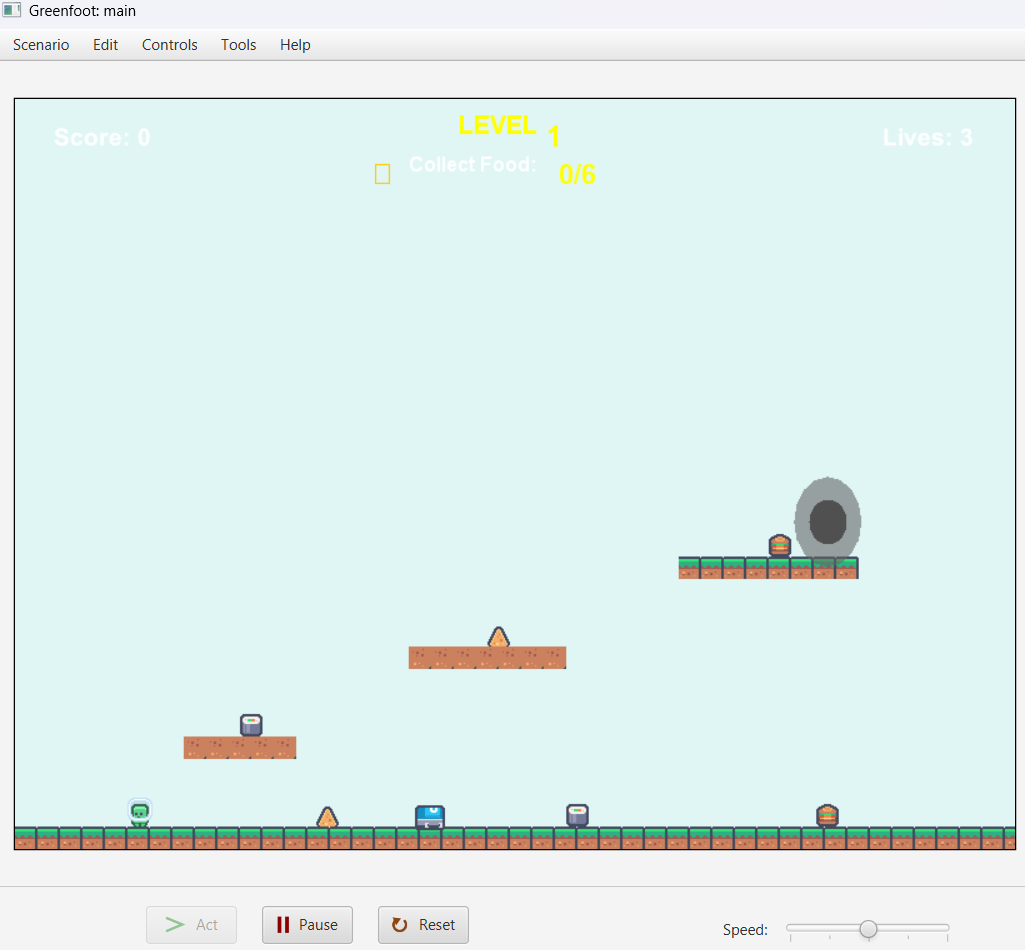 Greenfoot: main
Scenario Edit Controls Tools Help
Score: 0 LEVEL 1 Lives: 3
Collect Food: 0/6
Act Pause Reset Speed: